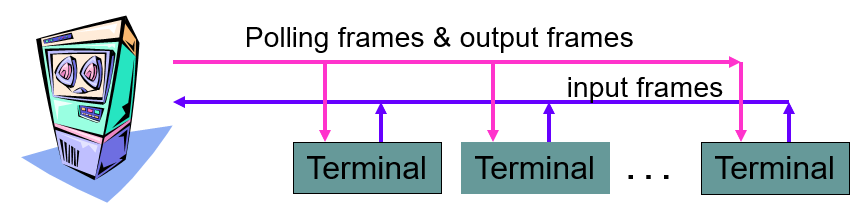 Polling frames & output frames
input frames
Terminal Terminal ... Terminal